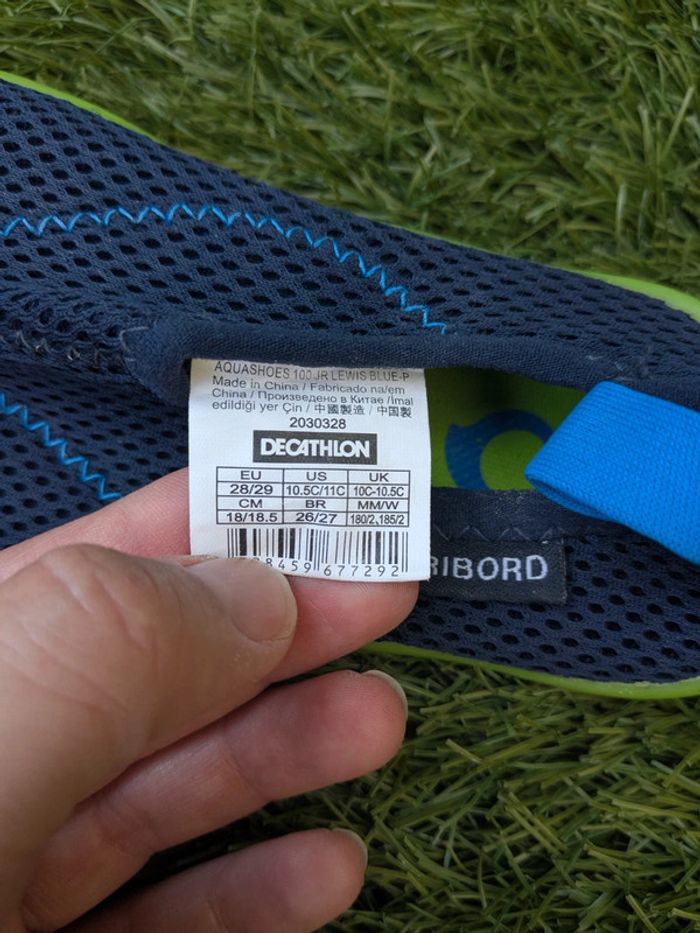 AQUASHOES 100 JR LEWIS BLUE-P
Made in China / Fabricado na/em
China / Произведено в Китае /İmal
edildiği yer Çin / 中國製造 / 中国製
2030328
DECATHLON
EU US UK
28/29 10.5C/11C 10C-10.5C
CM BR MM/W
18/18.5 26/27 180/2,185/2
8459 677292
RIBORD